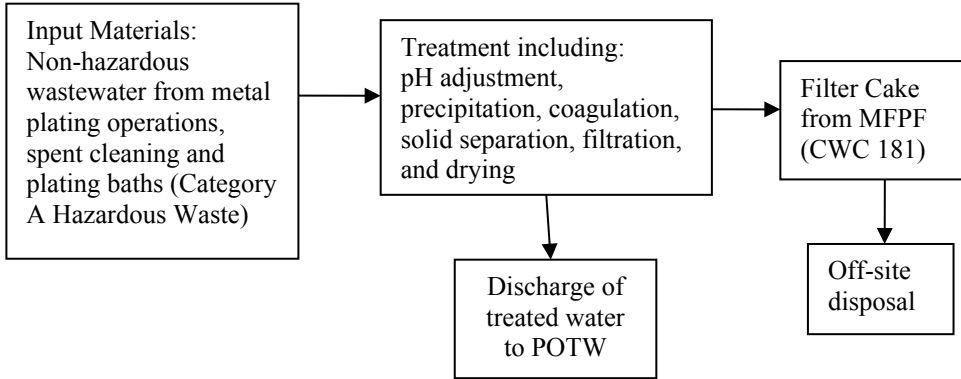 Input Materials:
Non-hazardous
wastewater from metal
plating operations,
spent cleaning and
plating baths (Category
A Hazardous Waste)
Treatment including:
pH adjustment,
precipitation, coagulation,
solid separation, filtration,
and drying
Filter Cake
from MFPF
(CWC 181)
Discharge of
treated water
to POTW
Off-site
disposal